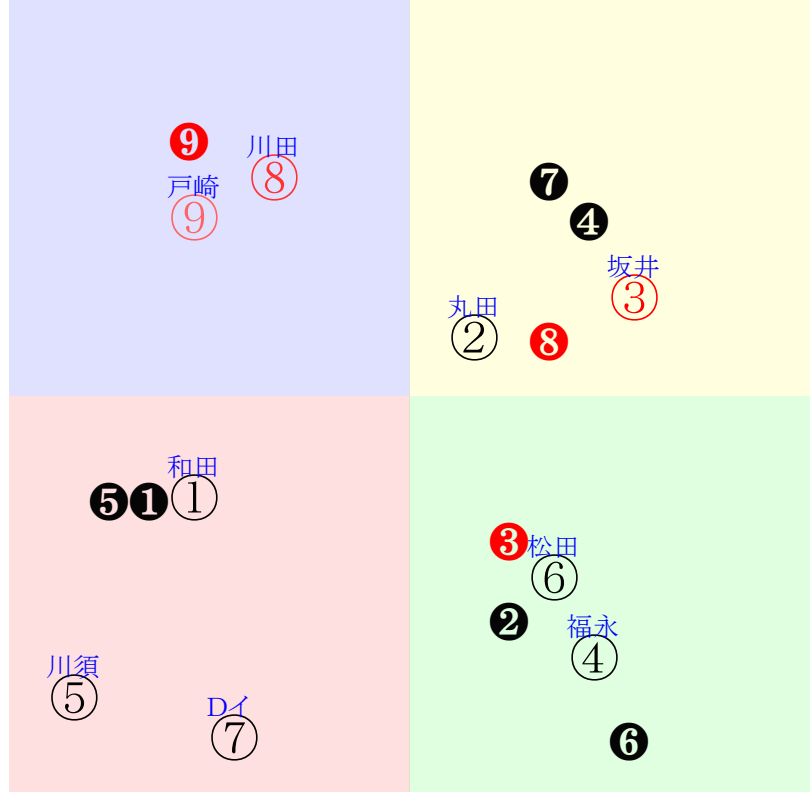 ❾
川田
⑧
戸崎
⑨
❼
❹
坂井
③
丸田
②
❽
和田
❺❶①
❸
松田
⑥
❷
福永
④
川須
⑤
Dイ
⑦
❻